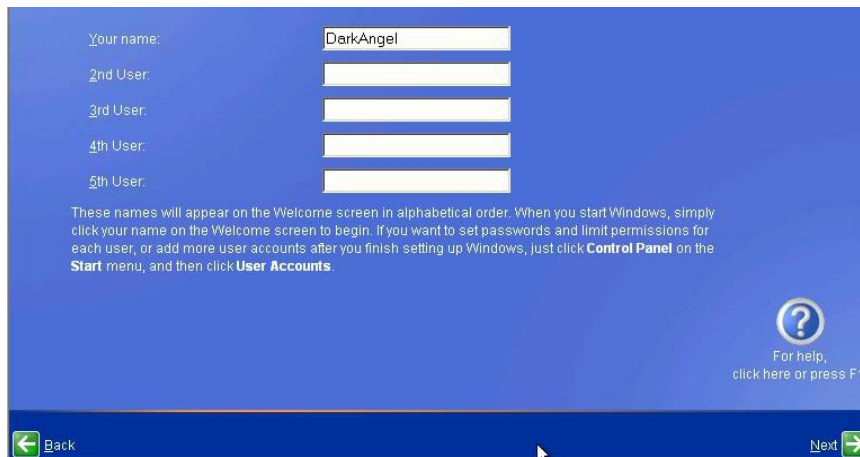 Your name: DarkAngel
2nd User:
3rd User:
4th User:
5th User:
These names will appear on the Welcome screen in alphabetical order. When you start Windows, simply
click your name on the Welcome screen to begin. If you want to set passwords and limit permissions for
each user, or add more user accounts after you finish setting up Windows, just click Control Panel on the
Start menu, and then click User Accounts.
For help,
click here or press F
Back
Next